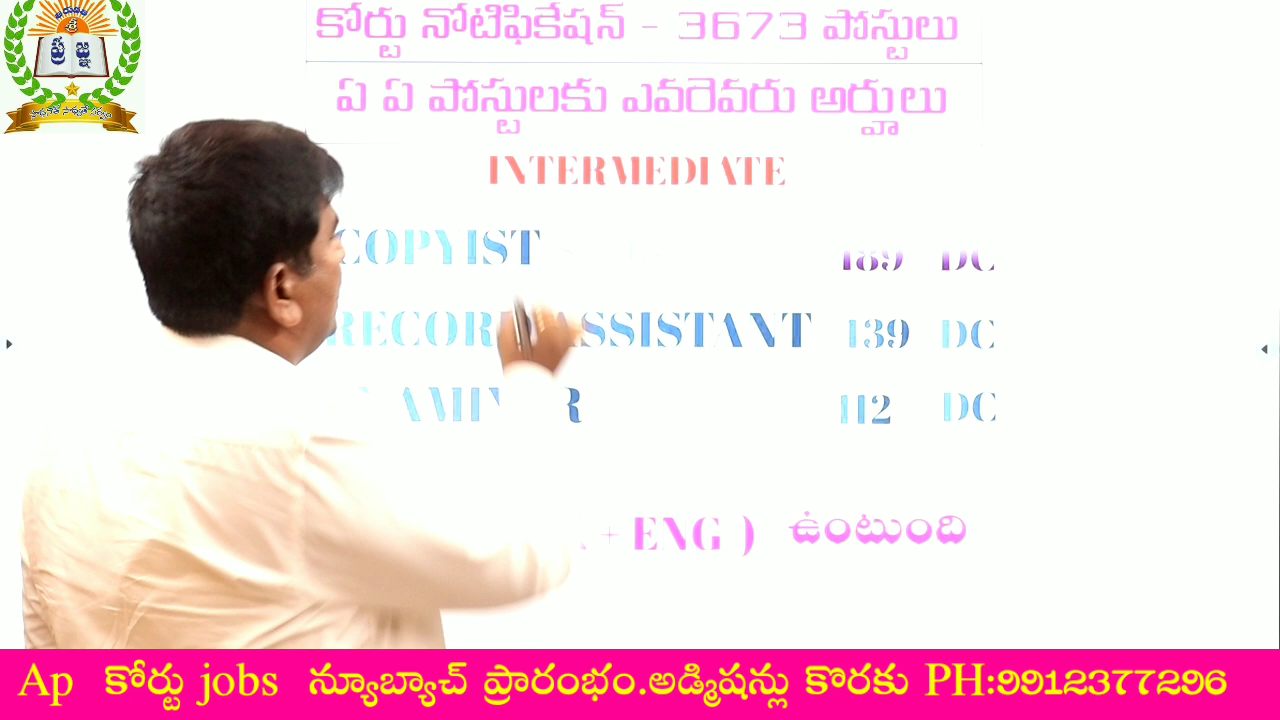 కోర్టు నోటిఫికేషన్ - 3673 పోస్టులు
ఏ ఏ పోస్టులకు ఎవరెవరు అర్హులు
INTERMEDIATE
COPYIST - 189 DC
RECORD ASSISTANT 139 DC
112 DC
+ ENG ) ఉంటుంది
Ap కోర్టు jobs న్యూబ్యాచ్ ప్రారంభం.అడ్మిషన్లు కొరకు PH:9912377296